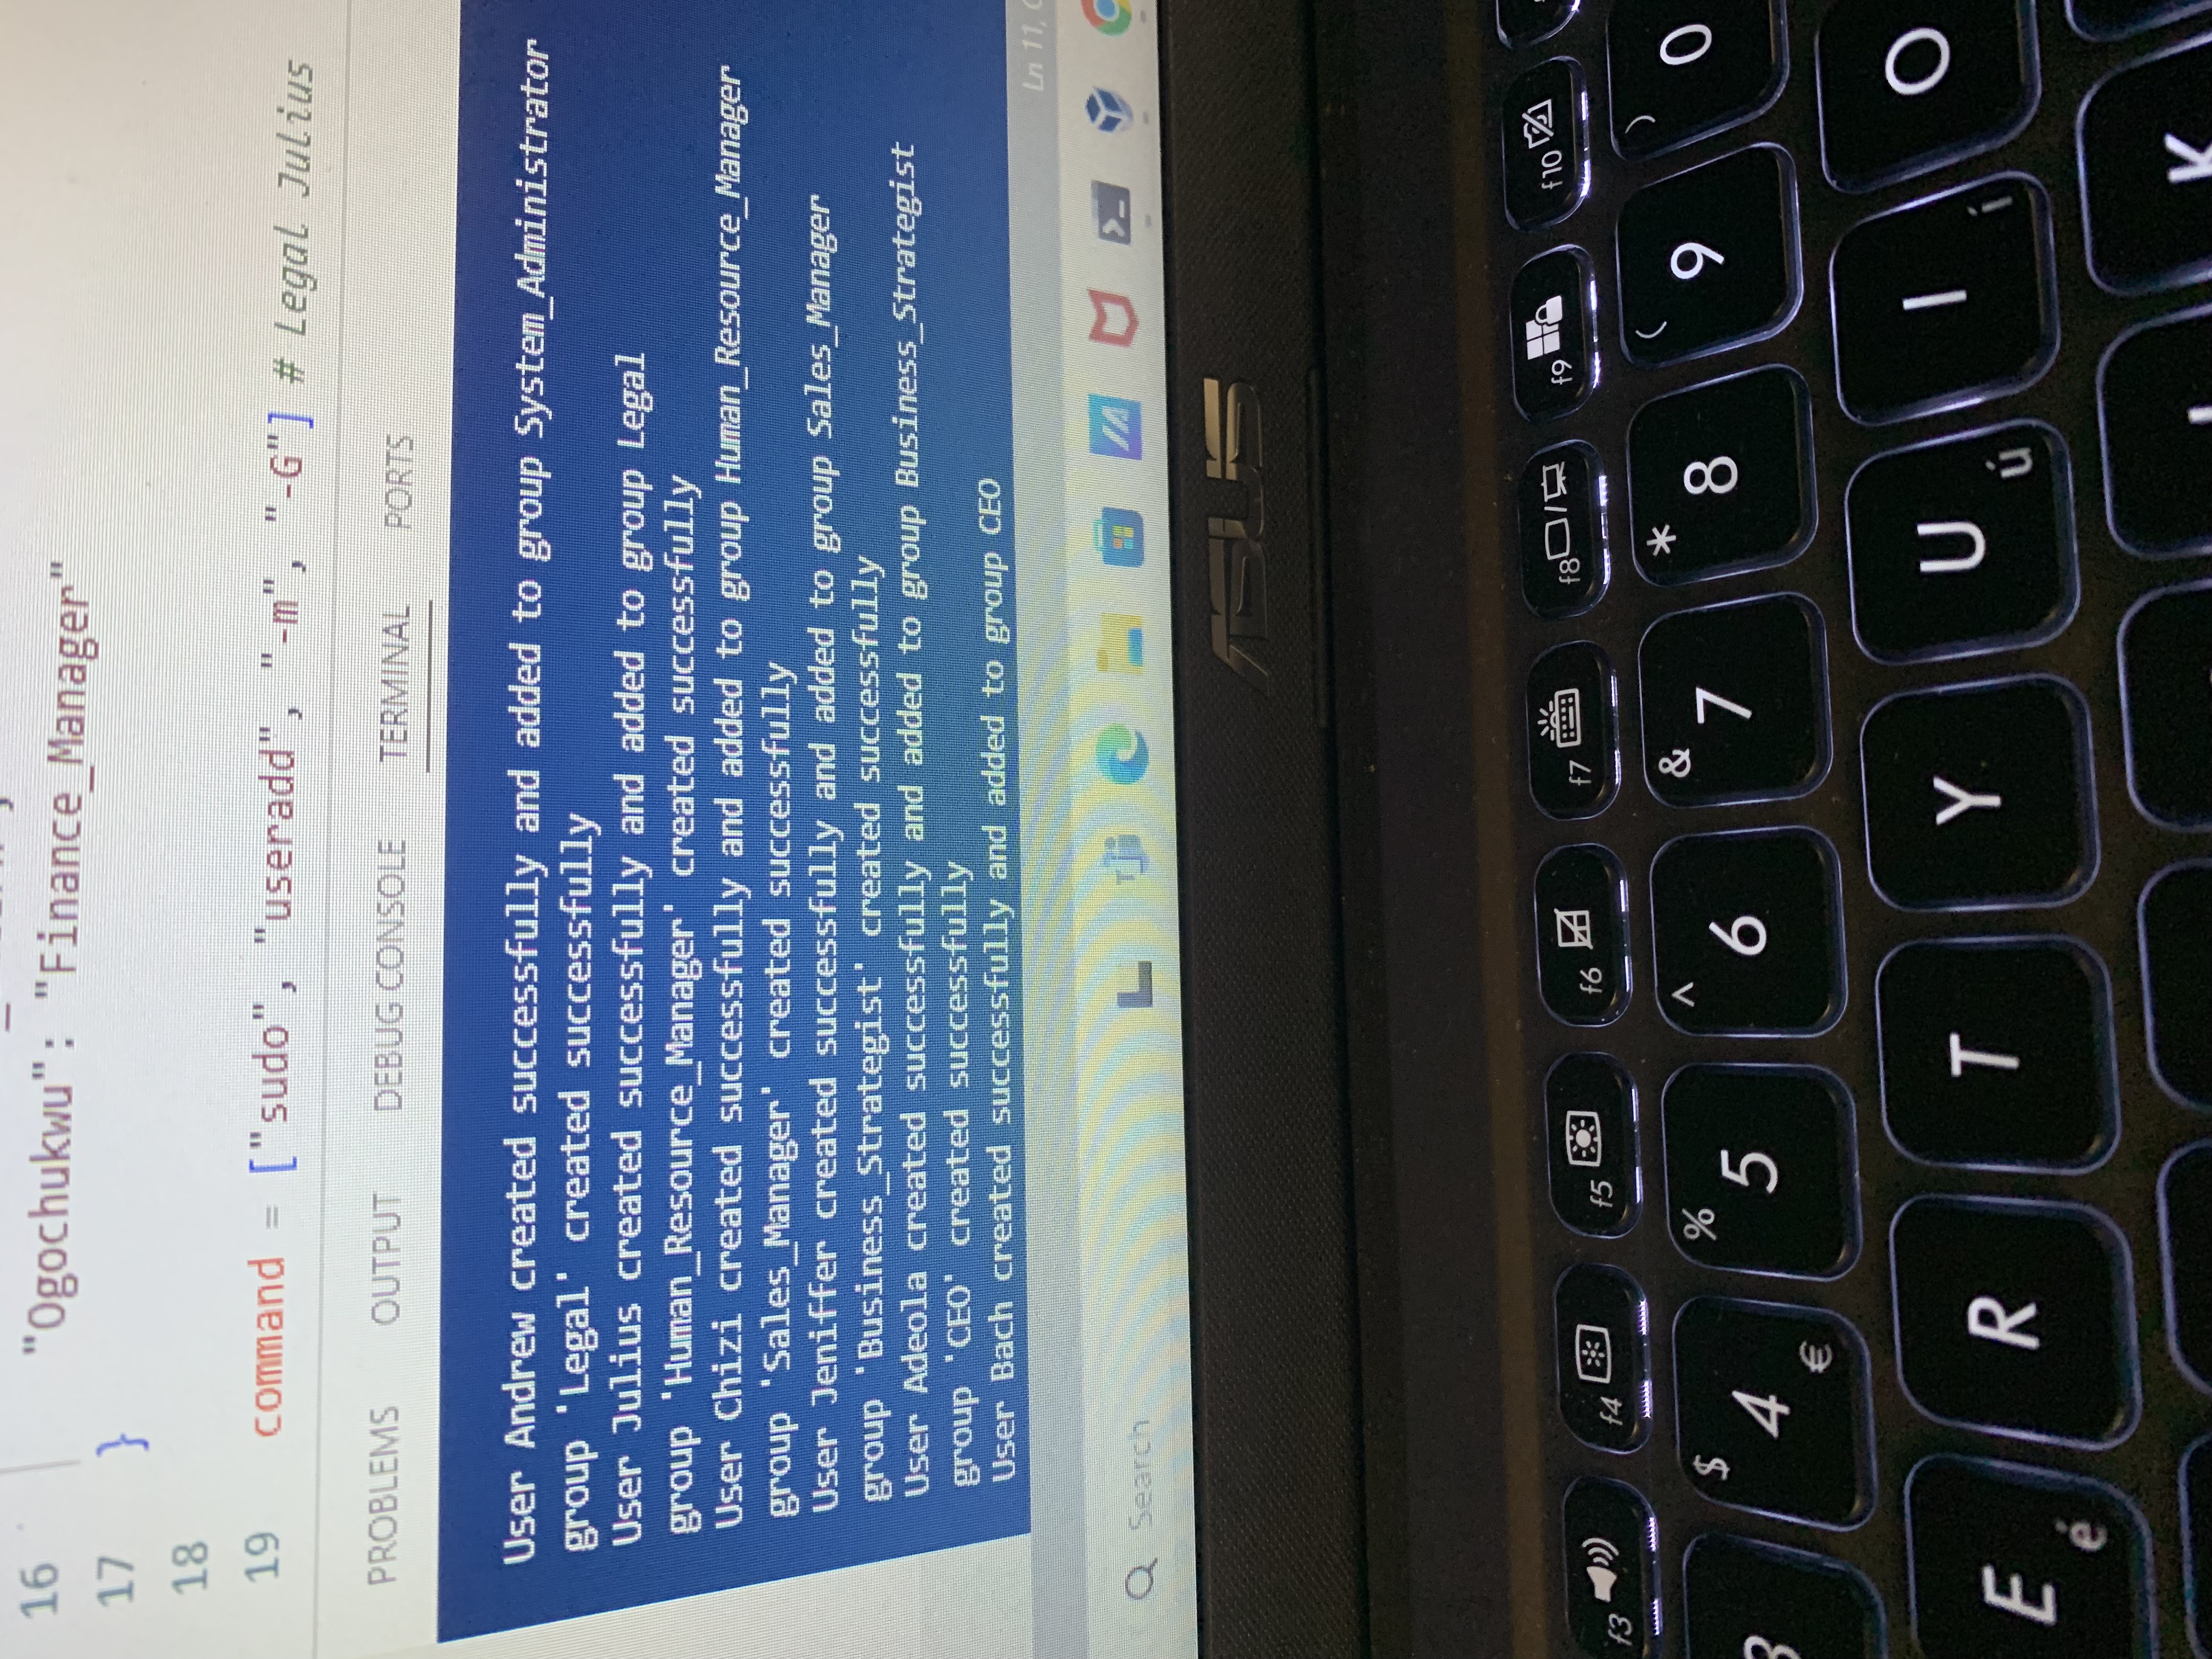 16 "Ogochukwu": "Finance_Manager"
17 }
18
19 command = ["sudo", "useradd", "-m", "-G"] # Legal Julius
PROBLEMS OUTPUT DEBUG CONSOLE TERMINAL PORTS
User Andrew created successfully and added to group System_Administrator
group 'Legal' created successfully
User Julius created successfully and added to group Legal
group 'Human_Resource_Manager' created successfully
User Chizi created successfully and added to group Human_Resource_Manager
group 'Sales_Manager' created successfully
User Jeniffer created successfully and added to group Sales_Manager
group 'Business_Strategist' created successfully
User Adeola created successfully and added to group Business_Strategist
group 'CEO' created successfully
User Bach created successfully and added to group CEO
Ln 11,
Search
ASUS
f3 f4 f5 f6 f7 f8 f9 f10
$ % ^ & * ( )
3 4 5 6 7 8 9 0
€
E R T Y U I O
é ú í
K